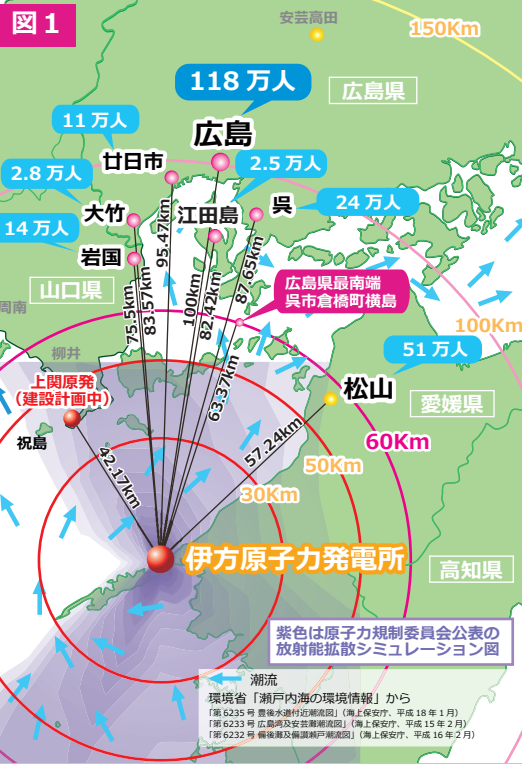 図1
安芸高田
150Km
118万人
広島県
11万人
広島
廿日市
2.5万人
2.8万人
大竹
江田島
呉
24万人
14万人
岩国
95.47km
100km
82.42km
87.65km
75.5km
83.57km
広島県最南端
呉市倉橋町横島
山口県
周南
100Km
柳井
51万人
63.37km
上関原発
(建設計画中)
松山
愛媛県
祝島
60Km
42.17km
57.24km
50Km
30Km
伊方原子力発電所
高知県
紫色は原子力規制委員会公表の
放射能拡散シミュレーション図
潮流
環境省「瀬戸内海の環境情報」から
「第6235号 豊後水道付近潮流図」(海上保安庁、平成18年1月)
「第6233号 広島湾及安芸灘潮流図」(海上保安庁、平成15年2月)
「第6232号 備後灘及備讃瀬戸潮流図」(海上保安庁、平成16年2月)